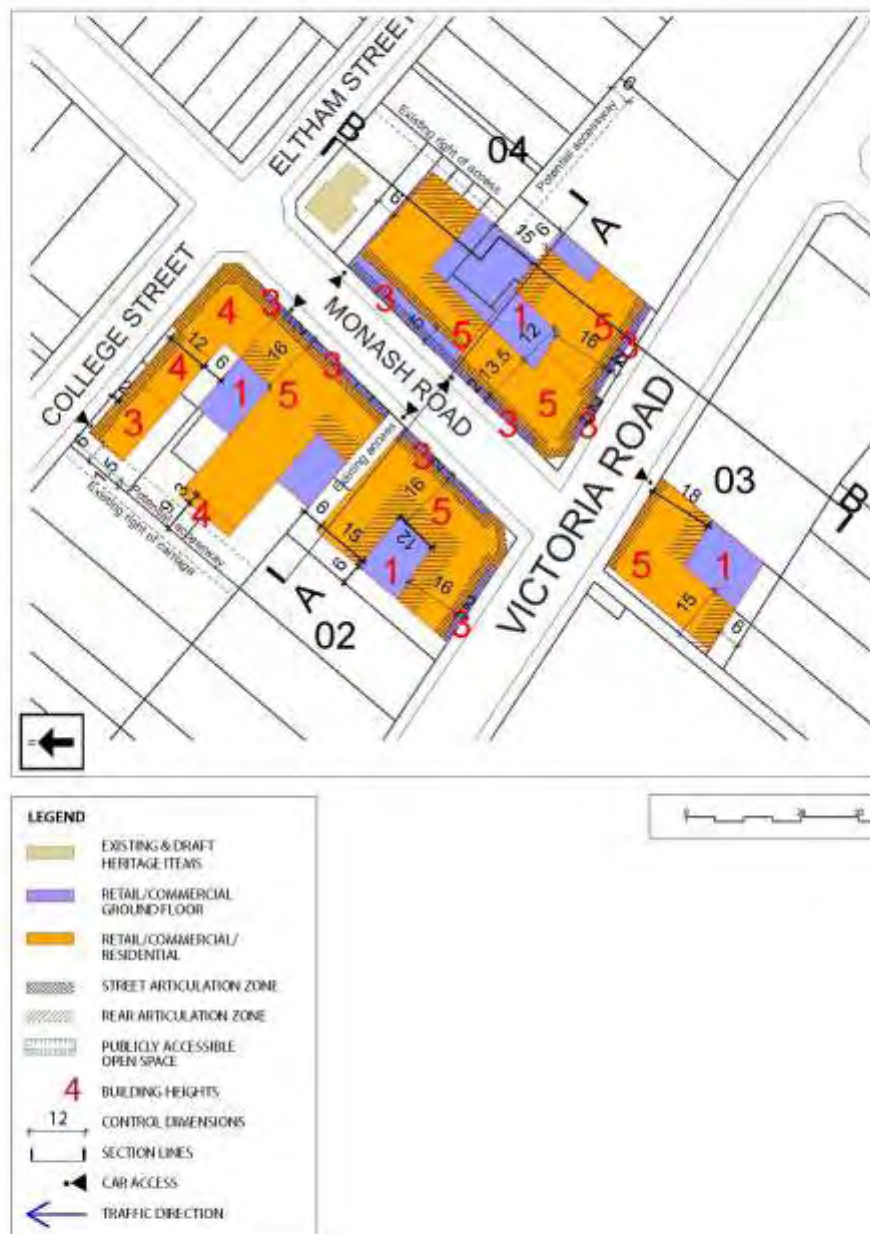 ELTHAM STREET
B
04
Existing right of access
Potential accessway
6
6
15
6
A
COLLEGE STREET
4
3
3
MONASH ROAD
5
1
5
3
12
16
13.5
12
6
4
16
3
5
3
3
1
5
3
VICTORIA ROAD
Existing access
3
16
5
18
03
B
4
Potential accessway
Existing right of carriage
6
15
12
16
6
1
A
02
3
5
1
15
6
LEGEND
EXISTING & DRAFT
HERITAGE ITEMS
RETAIL/COMMERCIAL
GROUND FLOOR
RETAIL/COMMERCIAL/
RESIDENTIAL
STREET ARTICULATION ZONE
REAR ARTICULATION ZONE
PUBLICLY ACCESSIBLE
OPEN SPACE
4 BUILDING HEIGHTS
12 CONTROL DIMENSIONS
SECTION LINES
CAR ACCESS
TRAFFIC DIRECTION